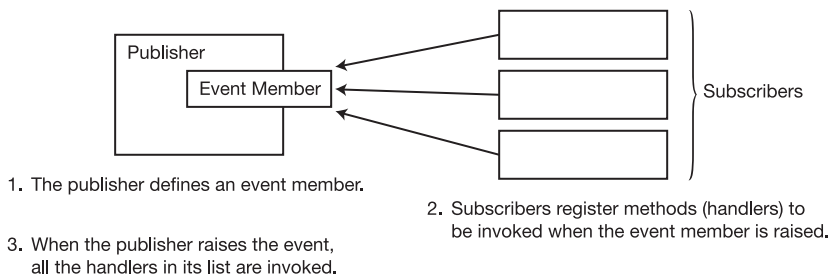 Publisher
Event Member
Subscribers
1. The publisher defines an event member.
2. Subscribers register methods (handlers) to
be invoked when the event member is raised.
3. When the publisher raises the event,
all the handlers in its list are invoked.